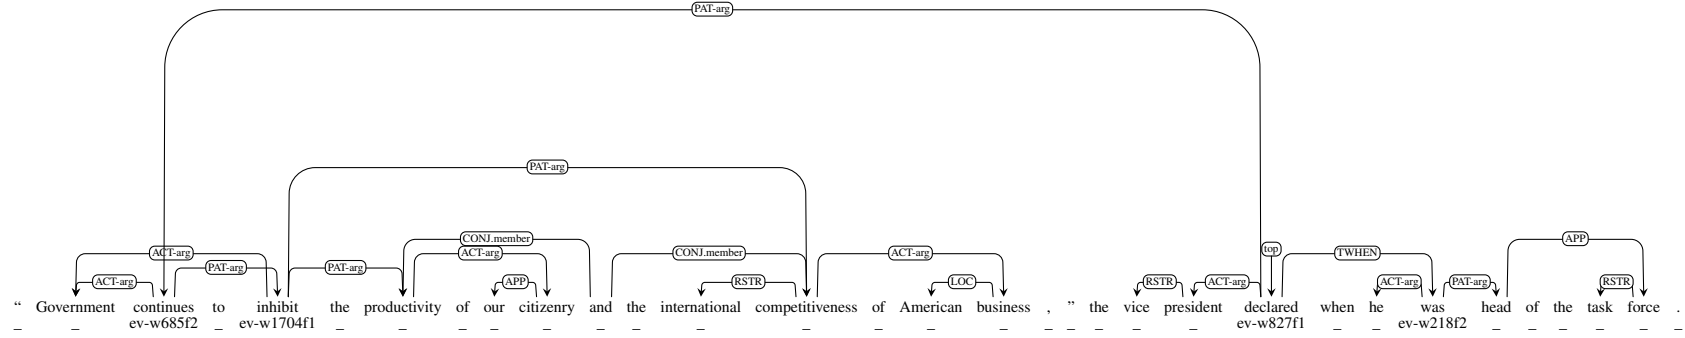 PAT-arg
PAT-arg
CONJ.member
ACT-arg ACT-arg CONJ.member ACT-arg top TWHEN APP
PAT-arg PAT-arg
ACT-arg APP RSTR LOC RSTR ACT-arg ACT-arg PAT-arg RSTR
“ Government continues to inhibit the productivity of our citizenry and the international competitiveness of American business , ” the vice president declared when he was head of the task force .
_ _ ev-w685f2 _ ev-w1704f1 _ _ _ _ _ _ _ _ _ _ _ _ _ _ _ _ _ ev-w827f1 _ _ ev-w218f2 _ _ _ _ _ _